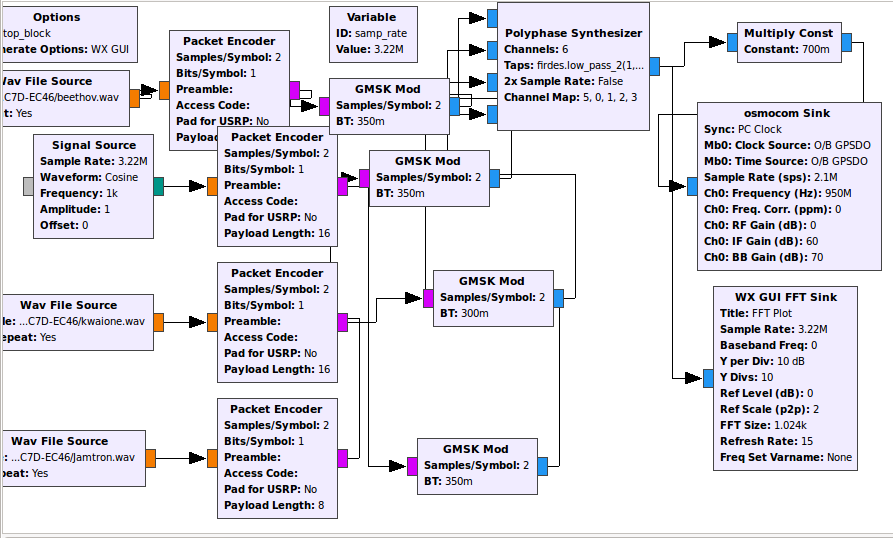 Options
top_block
nerate Options: WX GUI
Variable
ID: samp_rate
Value: 3.22M
Wav File Source
C7D-EC46/beethov.wav
t: Yes
Packet Encoder
Samples/Symbol: 2
Bits/Symbol: 1
Preamble:
Access Code:
Pad for USRP: No
Payload
GMSK Mod
Samples/Symbol: 2
BT: 350m
Polyphase Synthesizer
Channels: 6
Taps: firdes.low_pass_2(1,...
2x Sample Rate: False
Channel Map: 5, 0, 1, 2, 3
Multiply Const
Constant: 700m
osmocom Sink
Sync: PC Clock
Mb0: Clock Source: O/B GPSDO
Mb0: Time Source: O/B GPSDO
Sample Rate (sps): 2.1M
Ch0: Frequency (Hz): 950M
Ch0: Freq. Corr. (ppm): 0
Ch0: RF Gain (dB): 0
Ch0: IF Gain (dB): 60
Ch0: BB Gain (dB): 70
Signal Source
Sample Rate: 3.22M
Waveform: Cosine
Frequency: 1k
Amplitude: 1
Offset: 0
Packet Encoder
Samples/Symbol: 2
Bits/Symbol: 1
Preamble:
Access Code:
Pad for USRP: No
Payload Length: 16
GMSK Mod
Samples/Symbol: 2
BT: 350m
Wav File Source
le: ...C7D-EC46/kwaione.wav
epeat: Yes
Packet Encoder
Samples/Symbol: 2
Bits/Symbol: 1
Preamble:
Access Code:
Pad for USRP: No
Payload Length: 16
GMSK Mod
Samples/Symbol: 2
BT: 300m
WX GUI FFT Sink
Title: FFT Plot
Sample Rate: 3.22M
Baseband Freq: 0
Y per Div: 10 dB
Y Divs: 10
Ref Level (dB): 0
Ref Scale (p2p): 2
FFT Size: 1.024k
Refresh Rate: 15
Freq Set Varname: None
Wav File Source
: ...C7D-EC46/Jamtron.wav
peat: Yes
Packet Encoder
Samples/Symbol: 2
Bits/Symbol: 1
Preamble:
Access Code:
Pad for USRP: No
Payload Length: 8
GMSK Mod
Samples/Symbol: 2
BT: 350m